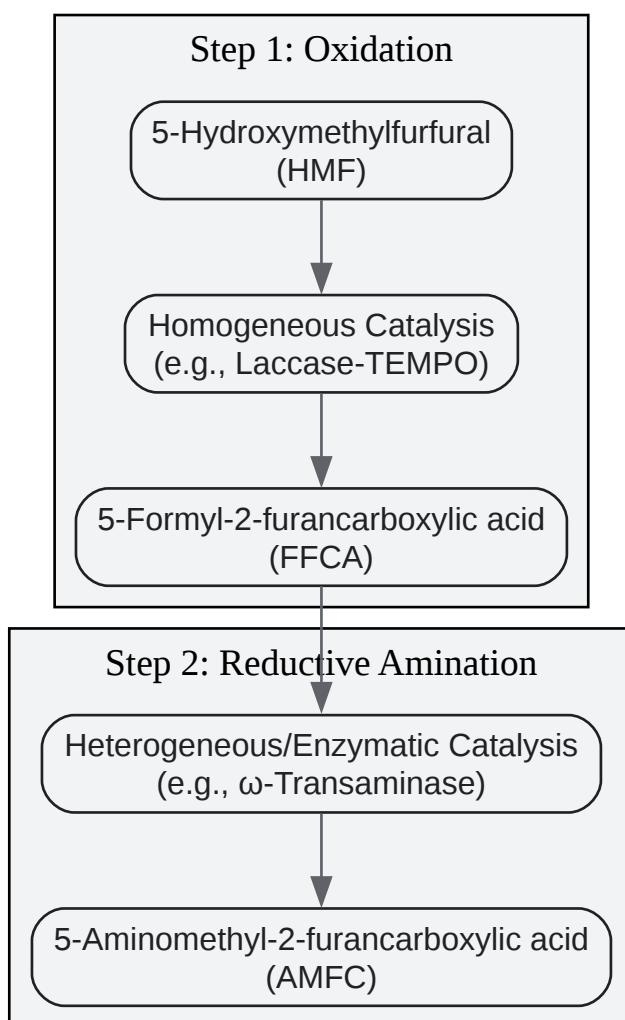 Step 1: Oxidation
5-Hydroxymethylfurfural
(HMF)
Homogeneous Catalysis
(e.g., Laccase-TEMPO)
5-Formyl-2-furancarboxylic acid
(FFCA)
Step 2: Reductive Amination
Heterogeneous/Enzymatic Catalysis
(e.g., ω-Transaminase)
5-Aminomethyl-2-furancarboxylic acid
(AMFC)